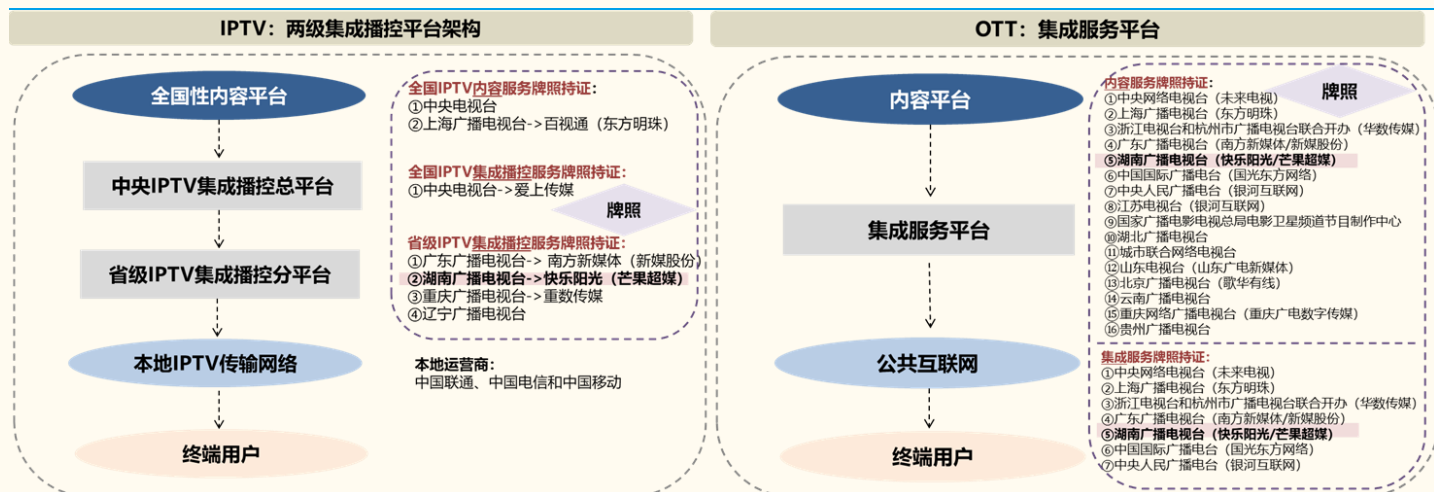 IPTV：两级集成播控平台架构
全国性内容平台
中央IPTV集成播控总平台
省级IPTV集成播控分平台
本地IPTV传输网络
终端用户
全国IPTV内容服务牌照持证：
①中央电视台
②上海广播电视台->百视通（东方明珠）
全国IPTV集成播控服务牌照持证：
①中央电视台->爱上传媒
牌照
省级IPTV集成播控服务牌照持证：
①广东广播电视台-> 南方新媒体（新媒股份）
②湖南广播电视台->快乐阳光（芒果超媒）
③重庆广播电视台->重数传媒
④辽宁广播电视台
本地运营商：
中国联通、中国电信和中国移动
OTT：集成服务平台
内容平台
集成服务平台
公共互联网
终端用户
内容服务牌照持证：
牌照
①中央网络电视台（未来电视）
②上海广播电视台（东方明珠）
③浙江电视台和杭州市广播电视台联合开办（华数传媒）
④广东广播电视台（南方新媒体/新媒股份）
⑤湖南广播电视台（快乐阳光/芒果超媒）
⑥中国国际广播电台（国光东方网络）
⑦中央人民广播电台（银河互联网）
⑧江苏电视台（银河互联网）
⑨国家广播电影电视总局电影卫星频道节目制作中心
⑩湖北广播电视台
⑪城市联合网络电视台
⑫山东电视台（山东广电新媒体）
⑬北京广播电视台（歌华有线）
⑭云南广播电视台
⑮重庆网络广播电视台（重庆广电数字传媒）
⑯贵州广播电视台
集成服务牌照持证：
①中央网络电视台（未来电视）
②上海广播电视台（东方明珠）
③浙江电视台和杭州市广播电视台联合开办（华数传媒）
④广东广播电视台（南方新媒体/新媒股份）
⑤湖南广播电视台（快乐阳光/芒果超媒）
⑥中国国际广播电台（国光东方网络）
⑦中央人民广播电台（银河互联网）